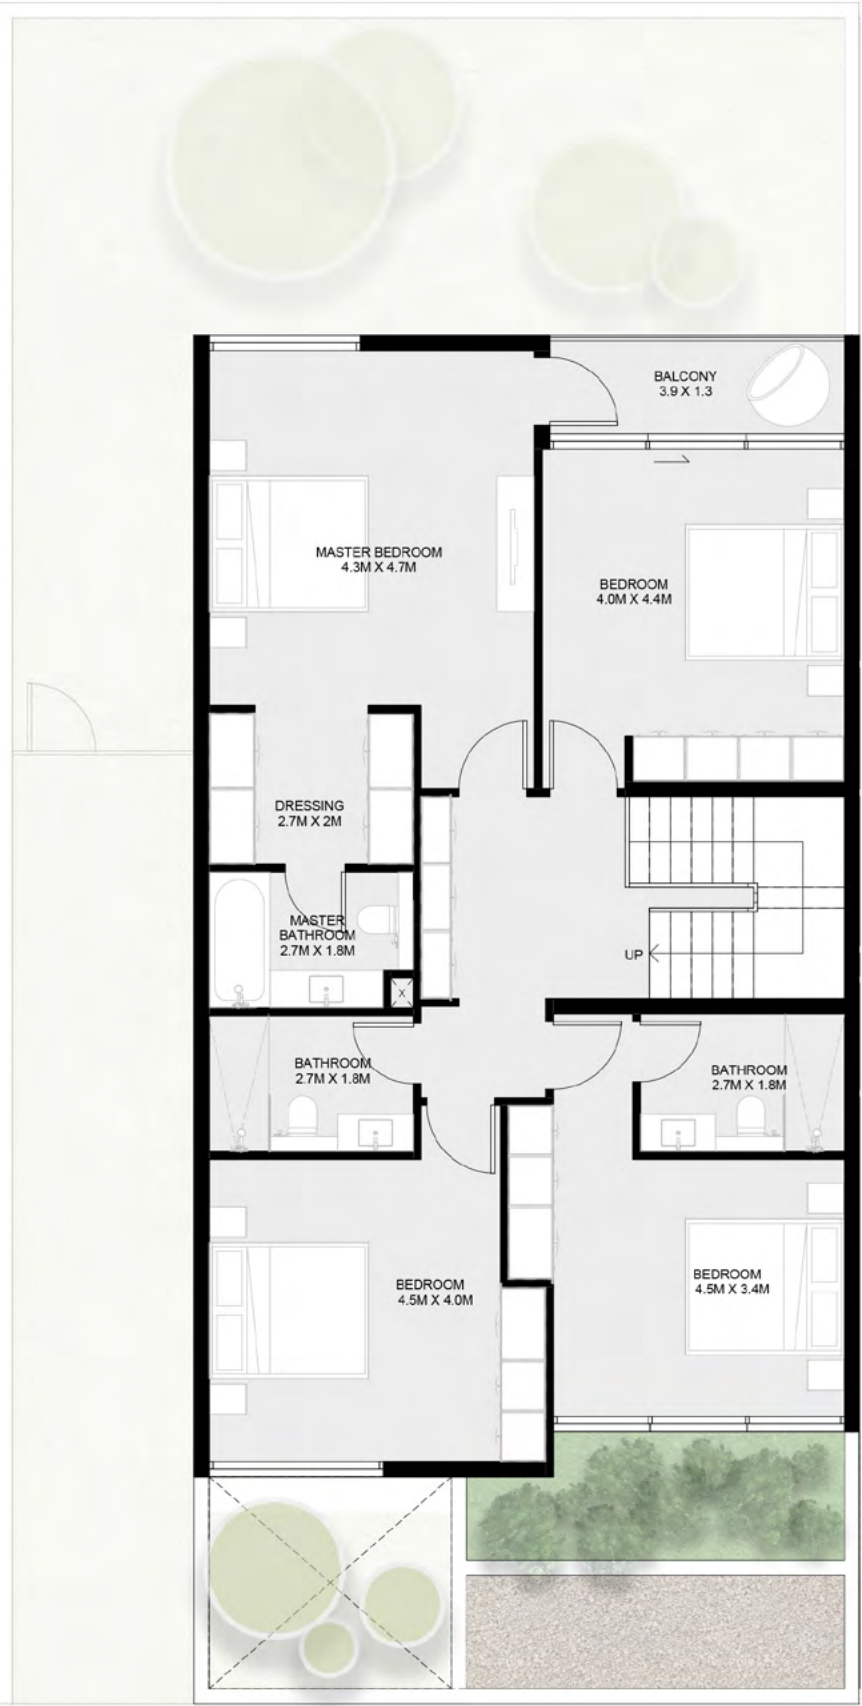 BALCONY
3.9 X 1.3
MASTER BEDROOM
4.3M X 4.7M
BEDROOM
4.0M X 4.4M
DRESSING
2.7M X 2M
MASTER
BATHROOM
2.7M X 1.8M
UP
X
BATHROOM
2.7M X 1.8M
BATHROOM
2.7M X 1.8M
BEDROOM
4.5M X 4.0M
BEDROOM
4.5M X 3.4M